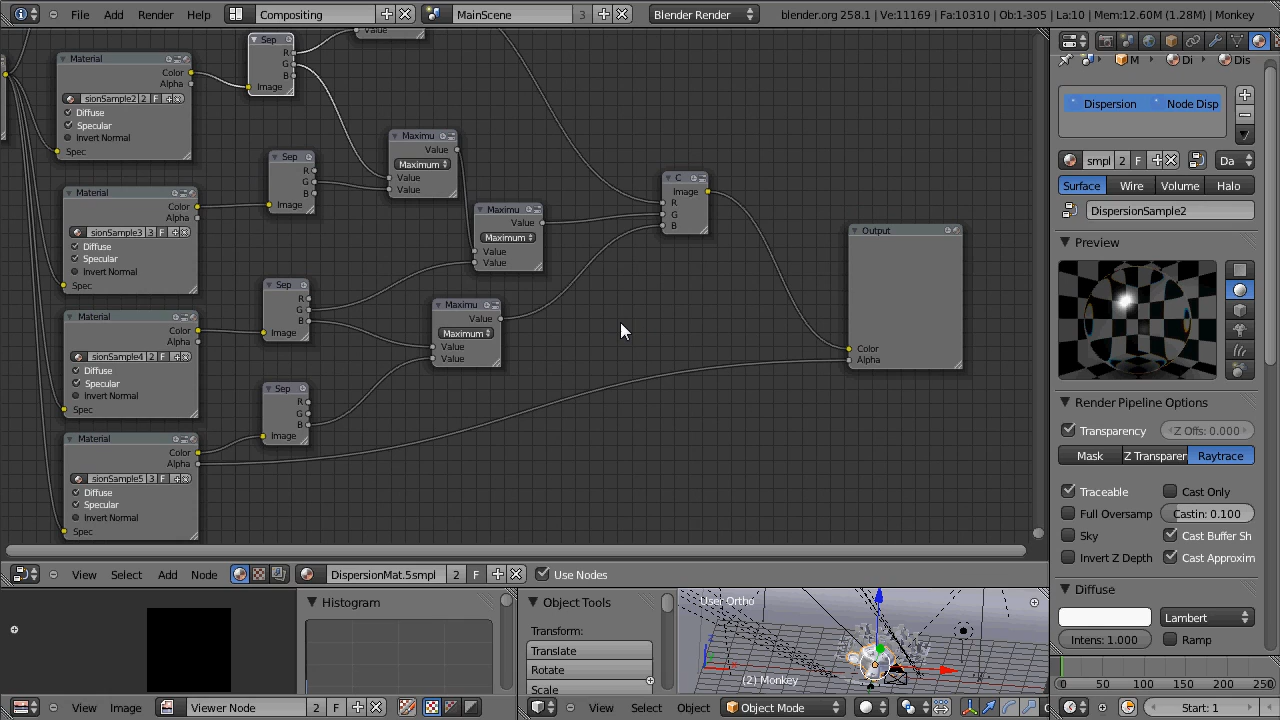 Add
Render
Help
Compositing
MainScene
3
Blender Render
blender.org 258.1 | Ve:11169 | Fa:10310 | Ob:1-305 | La:10 | Mem:12.60M (1.28M) | Monkey
Material
Color
Alpha
sionSample2
2
F
Diffuse
Specular
Invert Normal
Spec
Sep
R
G
B
Image
Value
Maximu
Value
Maximum
Value
Value
Sep
R
G
B
Image
Material
Color
Alpha
sionSample3
3
F
Diffuse
Specular
Invert Normal
Spec
Maximu
Value
Maximum
Value
Value
C
Image
R
G
B
Output
Color
Alpha
Sep
R
G
B
Image
Maximu
Value
Maximum
Value
Value
Material
Color
Alpha
sionSample4
2
F
Diffuse
Specular
Invert Normal
Spec
Sep
R
G
B
Image
Material
Color
Alpha
sionSample5
3
F
Diffuse
Specular
Invert Normal
Spec
View
Select
Add
Node
DispersionMat.5smpl
2
F
Use Nodes
M
Di
Dis
Dispersion
Node Disp
smpl
2
F
Da
Surface
Wire
Volume
Halo
DispersionSample2
Preview
Render Pipeline Options
Transparency
Z Offs: 0.000
Mask
Z Transparen
Raytrace
Traceable
Cast Only
Full Oversamp
Castin: 0.100
Sky
Cast Buffer Sh
Invert Z Depth
Cast Approxim
Diffuse
Lambert
Intens: 1.000
Ramp
Histogram
View
Image
Viewer Node
2
F
Object Tools
Transform:
Translate
Rotate
Scale
User Ortho
(2) Monkey
View
Select
Object
Object Mode
0
50
100
150
200
250
Start: 1